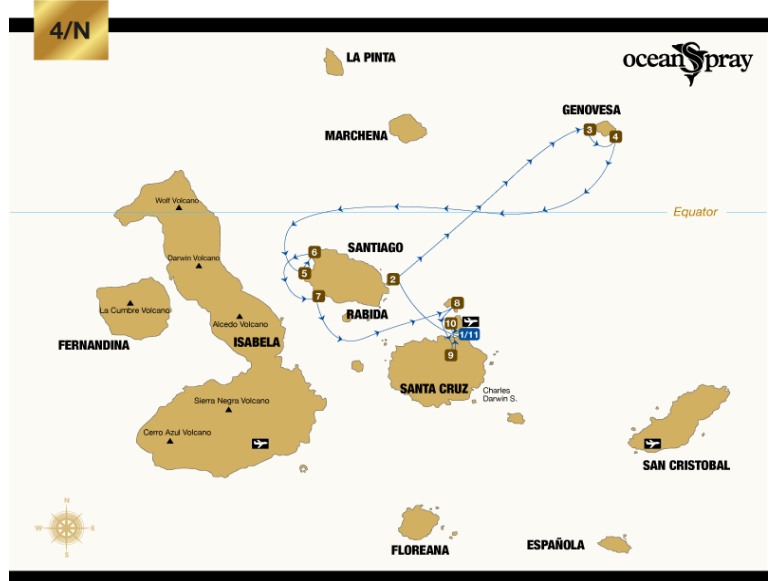 4/N
oceanSpray
LA PINTA
GENOVESA
MARCHENA
3
4
Wolf Volcano
Equator
SANTIAGO
6
Darwin Volcano
5
2
7
La Cumbre Volcano
RABIDA
8
Alcedo Volcano
10
1/11
FERNANDINA
ISABELA
9
SANTA CRUZ
Charles
Darwin S.
Sierra Negra Volcano
Cerro Azul Volcano
SAN CRISTOBAL
N
W E
S
FLOREANA
ESPAÑOLA